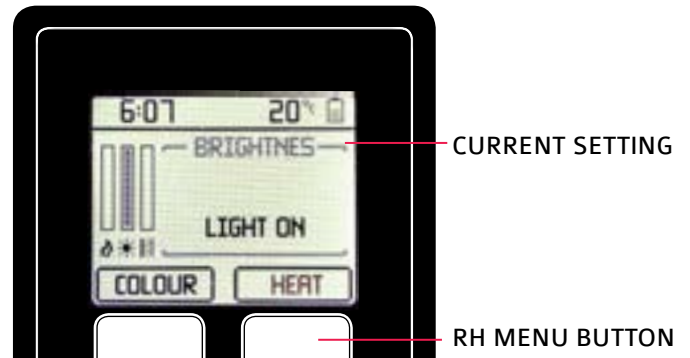 6:07 20°c
BRIGHTNES
CURRENT SETTING
LIGHT ON
COLOUR HEAT
RH MENU BUTTON